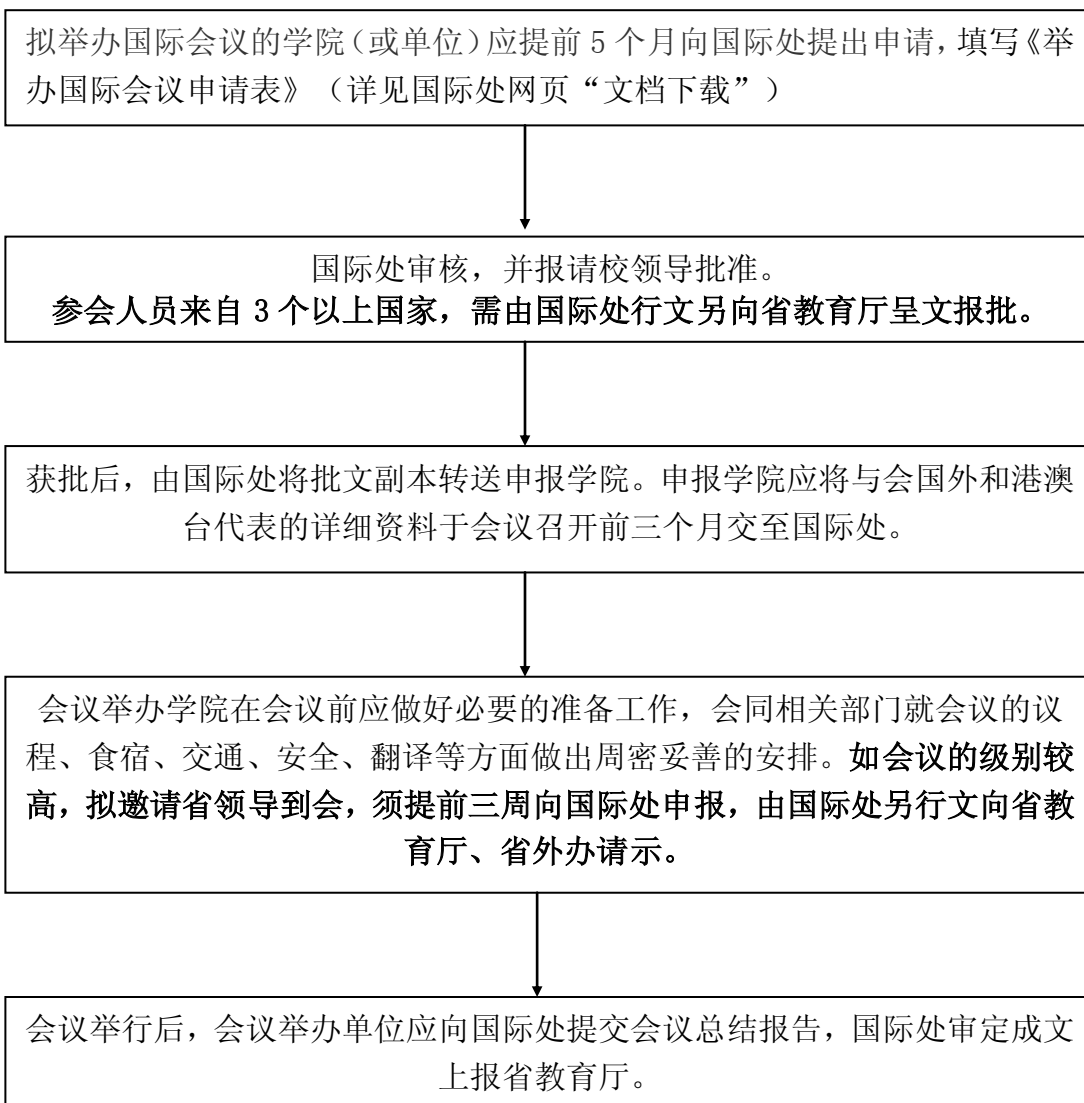 拟举办国际会议的学院（或单位）应提前 5 个月向国际处提出申请，填写《举
办国际会议申请表》（详见国际处网页“文档下载”）
国际处审核，并报请校领导批准。
参会人员来自 3 个以上国家，需由国际处行文另向省教育厅呈文报批。
获批后，由国际处将批文副本转送申报学院。申报学院应将与会国外和港澳
台代表的详细资料于会议召开前三个月交至国际处。
会议举办学院在会议前应做好必要的准备工作，会同相关部门就会议的议
程、食宿、交通、安全、翻译等方面做出周密妥善的安排。如会议的级别较
高，拟邀请省领导到会，须提前三周向国际处申报，由国际处另行文向省教
育厅、省外办请示。
会议举行后，会议举办单位应向国际处提交会议总结报告，国际处审定成文
上报省教育厅。